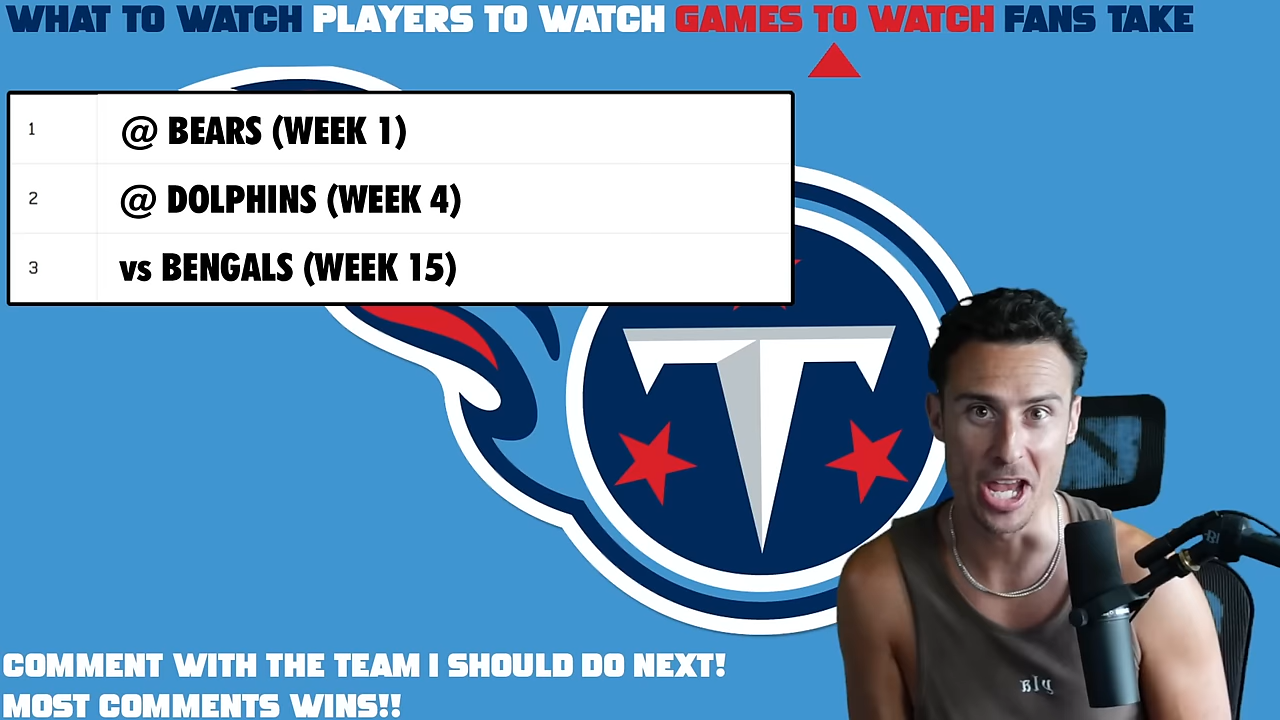 WHAT TO WATCH PLAYERS TO WATCH GAMES TO WATCH FANS TAKE
1 @ BEARS (WEEK 1)
2 @ DOLPHINS (WEEK 4)
3 vs BENGALS (WEEK 15)
COMMENT WITH THE TEAM I SHOULD DO NEXT!
MOST COMMENTS WINS!!